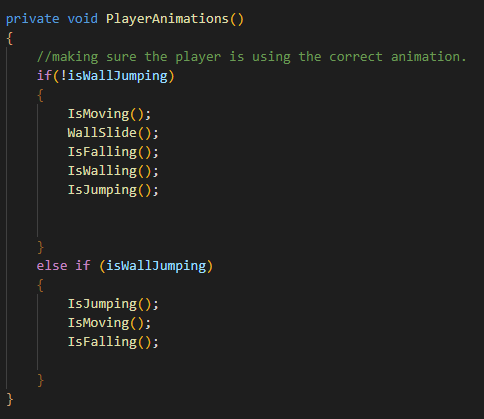 private void PlayerAnimations()
{
//making sure the player is using the correct animation.
if(!isWallJumping)
{
IsMoving();
WallSlide();
IsFalling();
IsWalling();
IsJumping();
}
else if (isWallJumping)
{
IsJumping();
IsMoving();
IsFalling();
}
}